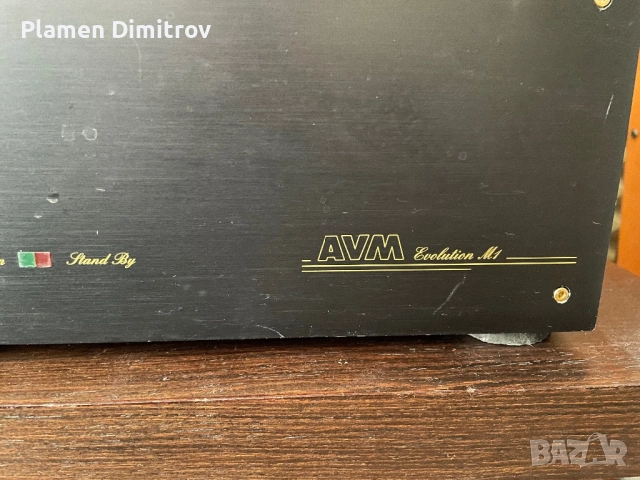 Plamen Dimitrov
Stand By
AVM Evolution M1
BAZAR